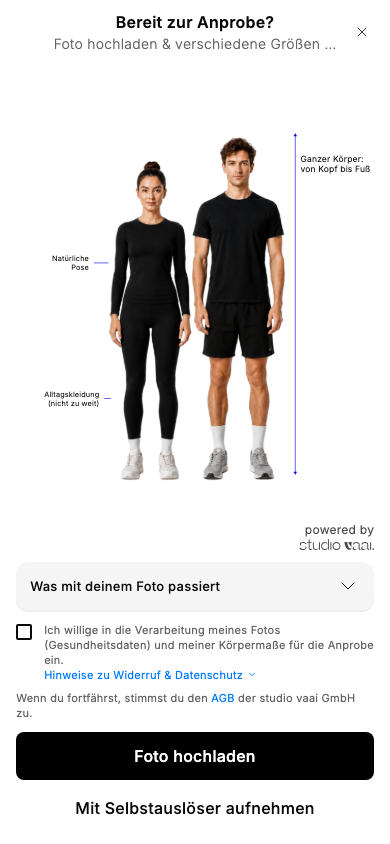 Bereit zur Anprobe?
Foto hochladen & verschiedene Größen ...
Ganzer Körper:
von Kopf bis Fuß
Natürliche
Pose
Alltagskleidung
(nicht zu weit)
powered by
studio vaai.
Was mit deinem Foto passiert
Ich willige in die Verarbeitung meines Fotos
(Gesundheitsdaten) und meiner Körpermaße für die Anprobe
ein.
Hinweise zu Widerruf & Datenschutz
Wenn du fortfährst, stimmst du den AGB der studio vaai GmbH
zu.
Foto hochladen
Mit Selbstauslöser aufnehmen